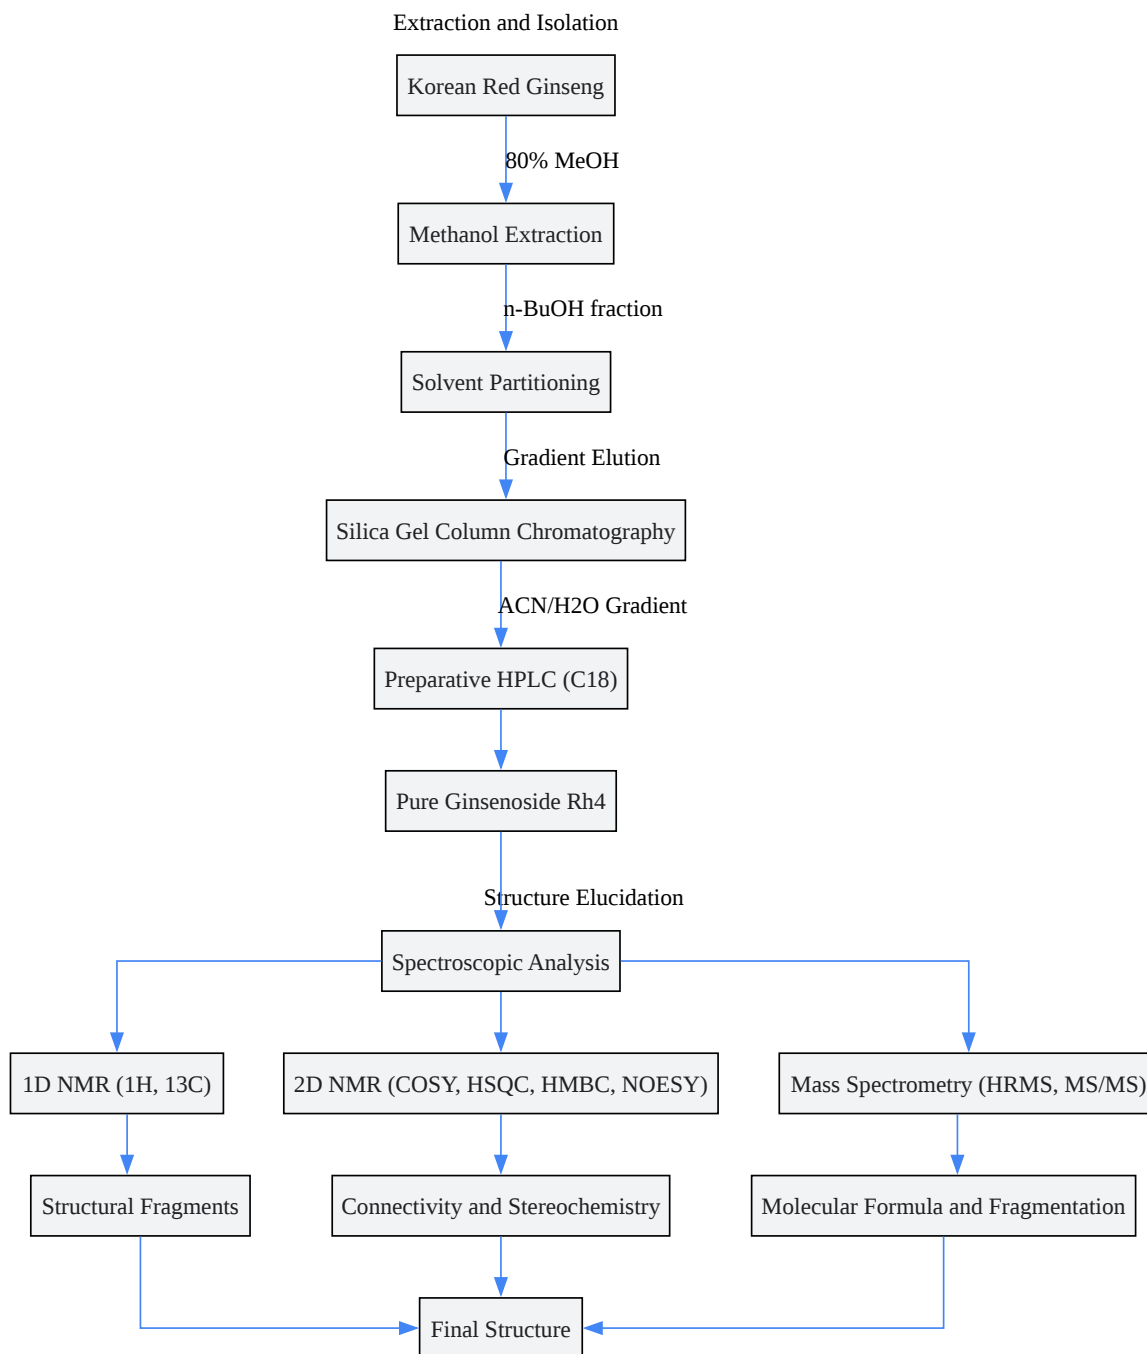 Extraction and Isolation
Korean Red Ginseng
80% MeOH
Methanol Extraction
n-BuOH fraction
Solvent Partitioning
Gradient Elution
Silica Gel Column Chromatography
ACN/H2O Gradient
Preparative HPLC (C18)
Pure Ginsenoside Rh4
Structure Elucidation
Spectroscopic Analysis
1D NMR (1H, 13C)
2D NMR (COSY, HSQC, HMBC, NOESY)
Mass Spectrometry (HRMS, MS/MS)
Structural Fragments
Connectivity and Stereochemistry
Molecular Formula and Fragmentation
Final Structure